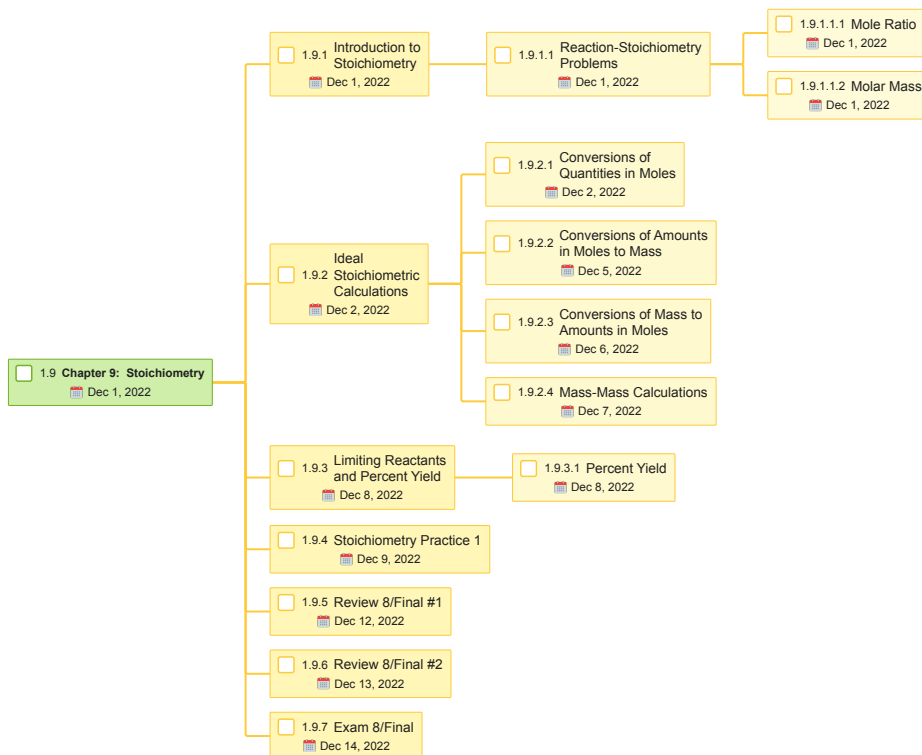 1.9 Chapter 9: Stoichiometry
Dec 1, 2022
1.9.1 Introduction to
Stoichiometry
Dec 1, 2022
1.9.1.1 Reaction-Stoichiometry
Problems
Dec 1, 2022
1.9.1.1.1 Mole Ratio
Dec 1, 2022
1.9.1.1.2 Molar Mass
Dec 1, 2022
1.9.2 Ideal
Stoichiometric
Calculations
Dec 2, 2022
1.9.2.1 Conversions of
Quantities in Moles
Dec 2, 2022
1.9.2.2 Conversions of Amounts
in Moles to Mass
Dec 5, 2022
1.9.2.3 Conversions of Mass to
Amounts in Moles
Dec 6, 2022
1.9.2.4 Mass-Mass Calculations
Dec 7, 2022
1.9.3 Limiting Reactants
and Percent Yield
Dec 8, 2022
1.9.3.1 Percent Yield
Dec 8, 2022
1.9.4 Stoichiometry Practice 1
Dec 9, 2022
1.9.5 Review 8/Final #1
Dec 12, 2022
1.9.6 Review 8/Final #2
Dec 13, 2022
1.9.7 Exam 8/Final
Dec 14, 2022